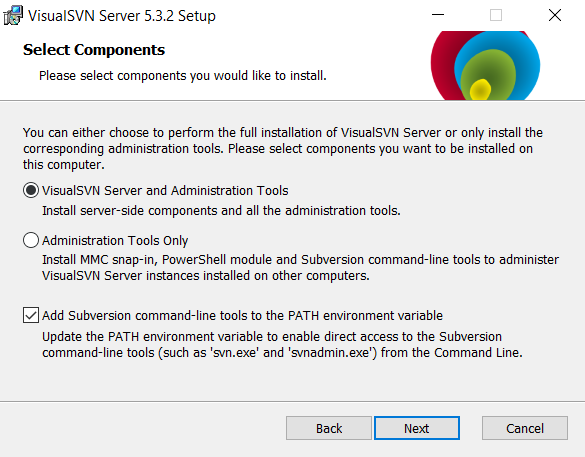 VisualSVN Server 5.3.2 Setup
Select Components
Please select components you would like to install.
You can either choose to perform the full installation of VisualSVN Server or only install the
corresponding administration tools. Please select components you want to be installed on
this computer.
VisualSVN Server and Administration Tools
Install server-side components and all the administration tools.
Administration Tools Only
Install MMC snap-in, PowerShell module and Subversion command-line tools to administer
VisualSVN Server instances installed on other computers.
Add Subversion command-line tools to the PATH environment variable
Update the PATH environment variable to enable direct access to the Subversion
command-line tools (such as 'svn.exe' and 'svnadmin.exe') from the Command Line.
Back Next Cancel